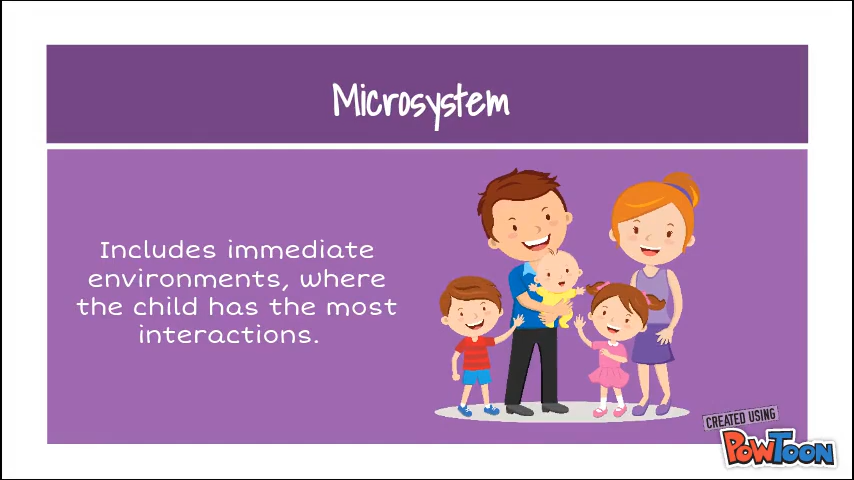 Microsystem
Includes immediate
environments, where
the child has the most
interactions.
CREATED USING
POWTOON